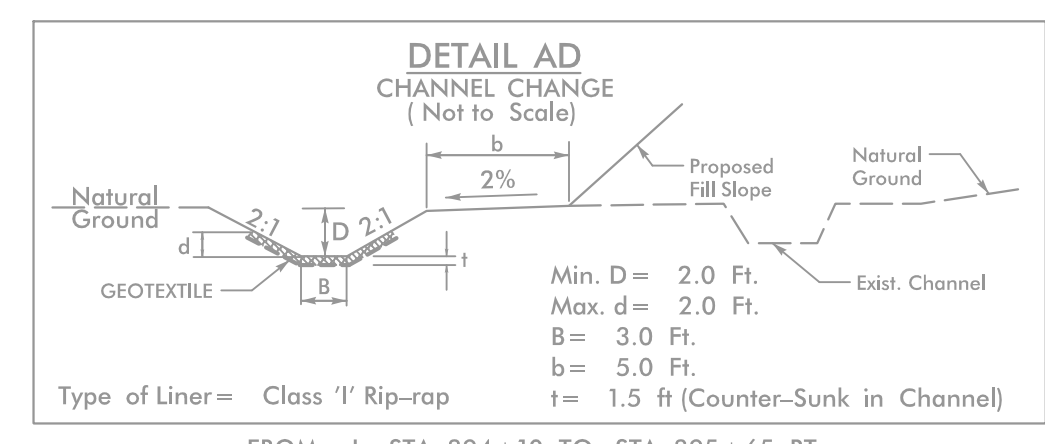 DETAIL AD
CHANNEL CHANGE
( Not to Scale)
b
2%
Proposed
Fill Slope
Natural
Ground
Natural
Ground
2:1
D
2:1
d
t
GEOTEXTILE
B
Exist. Channel
Min. D = 2.0 Ft.
Max. d = 2.0 Ft.
B = 3.0 Ft.
b = 5.0 Ft.
Type of Liner = Class 'I' Rip-rap
t = 1.5 ft (Counter-Sunk in Channel)